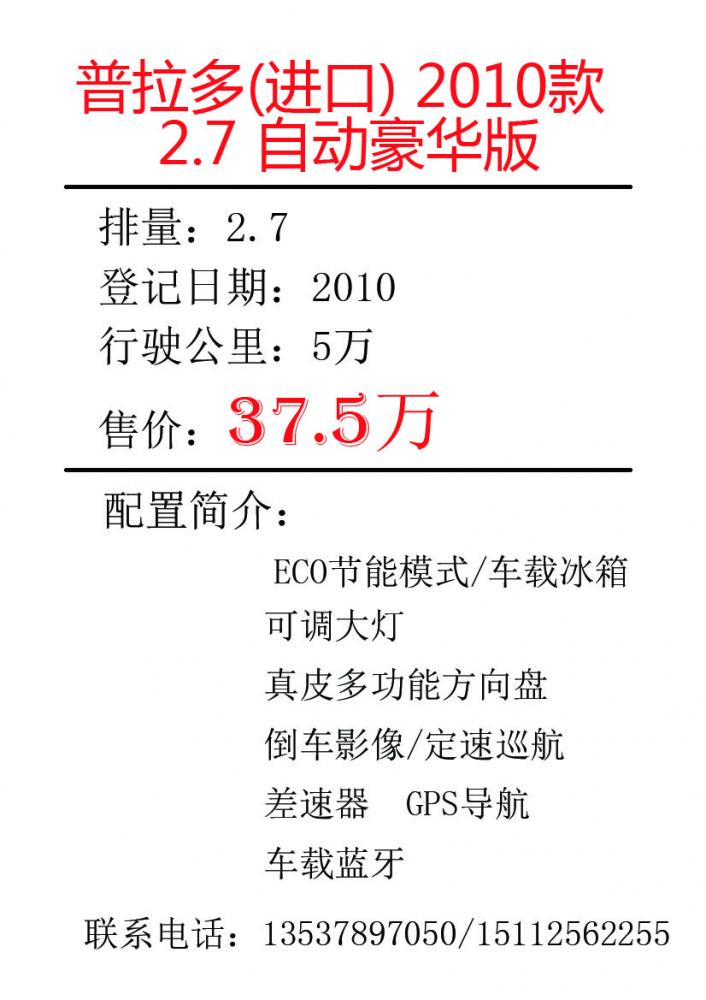 普拉多(进口) 2010款
2.7 自动豪华版
排量：2.7
登记日期：2010
行驶公里：5万
售价：37.5万
配置简介：
ECO节能模式/车载冰箱
可调大灯
真皮多功能方向盘
倒车影像/定速巡航
差速器 GPS导航
车载蓝牙
联系电话：13537897050/15112562255